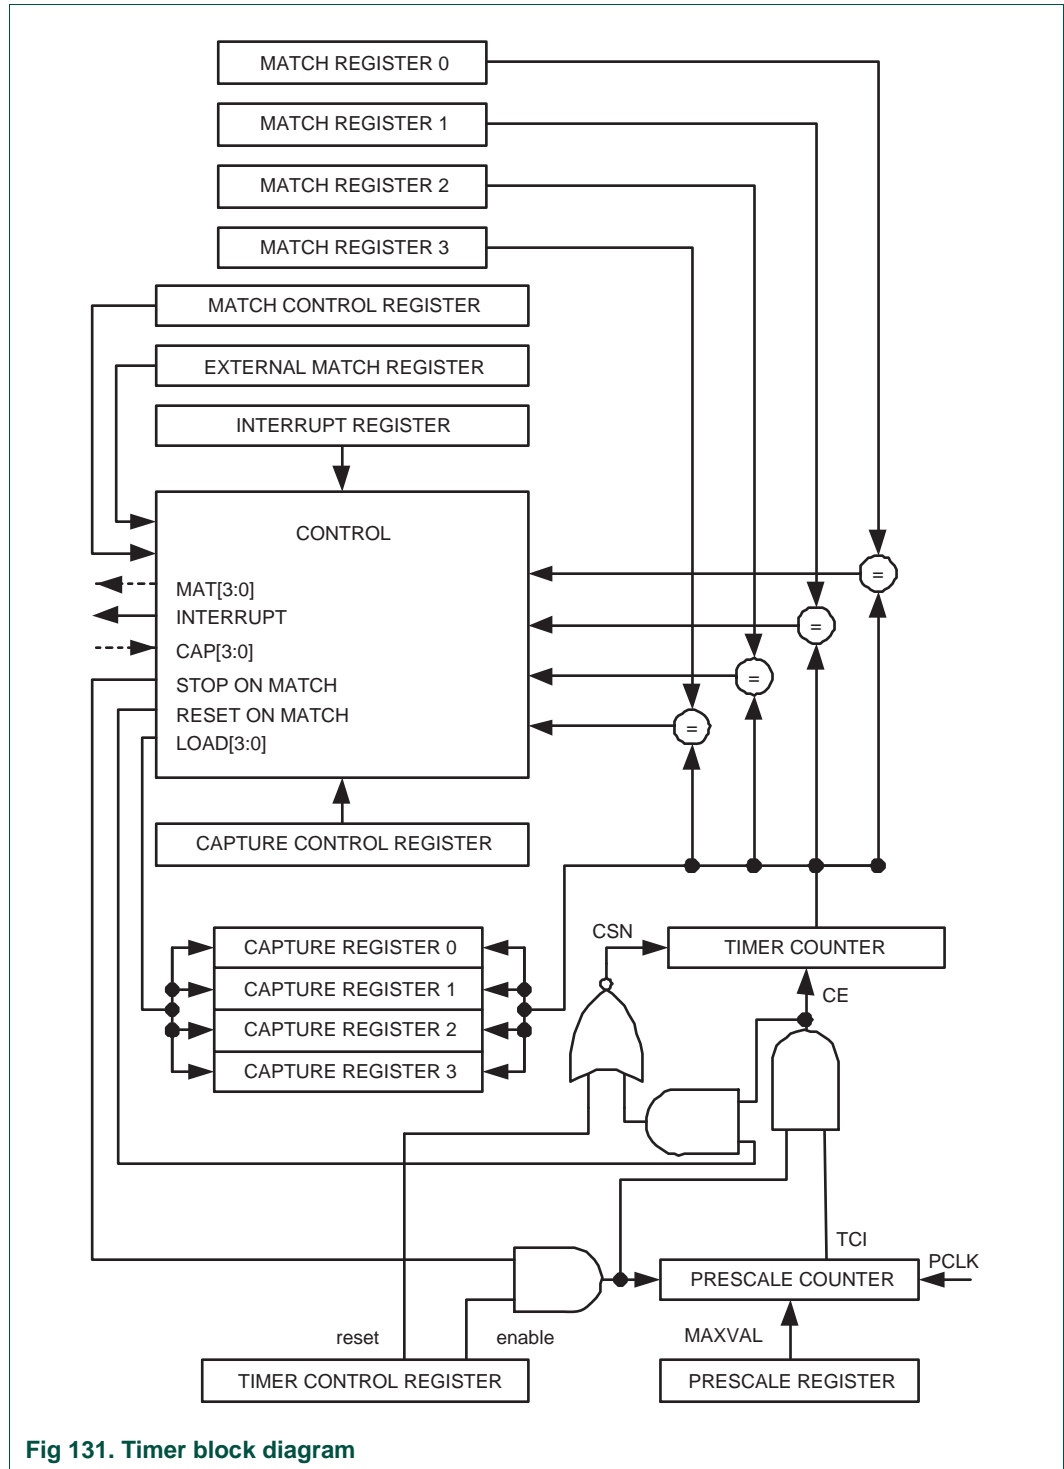 MATCH REGISTER 0
MATCH REGISTER 1
MATCH REGISTER 2
MATCH REGISTER 3
MATCH CONTROL REGISTER
EXTERNAL MATCH REGISTER
INTERRUPT REGISTER
CONTROL
=
=
=
=
MAT[3:0]
INTERRUPT
CAP[3:0]
STOP ON MATCH
RESET ON MATCH
LOAD[3:0]
CAPTURE CONTROL REGISTER
CSN
CAPTURE REGISTER 0
TIMER COUNTER
CAPTURE REGISTER 1
CE
CAPTURE REGISTER 2
CAPTURE REGISTER 3
TCI
PCLK
PRESCALE COUNTER
reset
enable
MAXVAL
TIMER CONTROL REGISTER
PRESCALE REGISTER
Fig 131. Timer block diagram